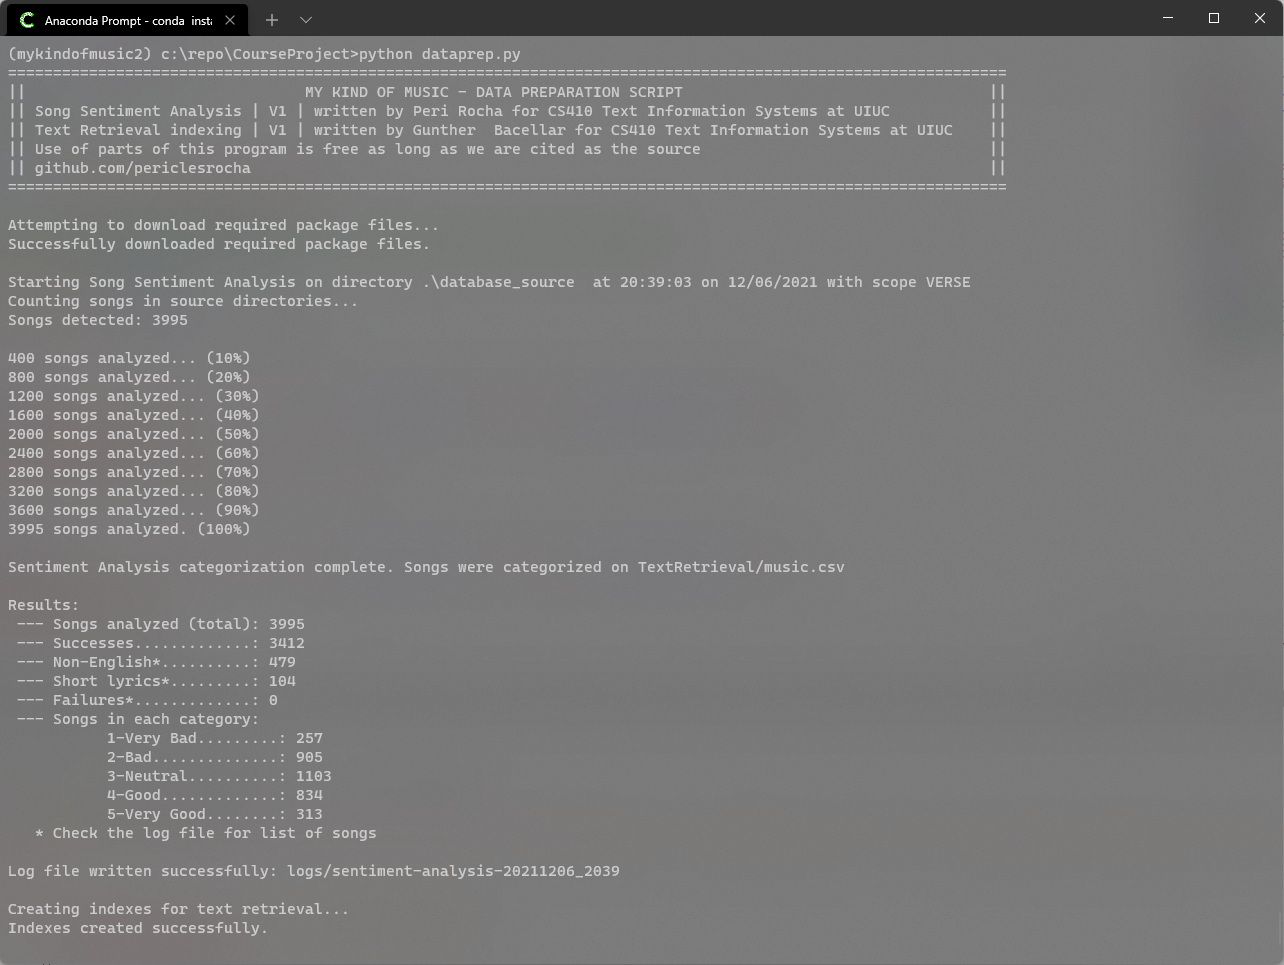 Anaconda Prompt - conda insta
(mykindofmusic2) c:\repo\CourseProject>python dataprep.py
===============================================================================================================
||                               MY KIND OF MUSIC - DATA PREPARATION SCRIPT                                  ||
|| Song Sentiment Analysis | V1 | written by Peri Rocha for CS410 Text Information Systems at UIUC           ||
|| Text Retrieval indexing | V1 | written by Gunther  Bacellar for CS410 Text Information Systems at UIUC    ||
|| Use of parts of this program is free as long as we are cited as the source                                ||
|| github.com/periclesrocha                                                                                  ||
===============================================================================================================
Attempting to download required package files...
Successfully downloaded required package files.
Starting Song Sentiment Analysis on directory .\database_source  at 20:39:03 on 12/06/2021 with scope VERSE
Counting songs in source directories...
Songs detected: 3995
400 songs analyzed... (10%)
800 songs analyzed... (20%)
1200 songs analyzed... (30%)
1600 songs analyzed... (40%)
2000 songs analyzed... (50%)
2400 songs analyzed... (60%)
2800 songs analyzed... (70%)
3200 songs analyzed... (80%)
3600 songs analyzed... (90%)
3995 songs analyzed. (100%)
Sentiment Analysis categorization complete. Songs were categorized on TextRetrieval/music.csv
Results:
 --- Songs analyzed (total): 3995
 --- Successes.............: 3412
 --- Non-English*..........: 479
 --- Short lyrics*.........: 104
 --- Failures*.............: 0
 --- Songs in each category:
           1-Very Bad.........: 257
           2-Bad..............: 905
           3-Neutral..........: 1103
           4-Good.............: 834
           5-Very Good........: 313
   * Check the log file for list of songs
Log file written successfully: logs/sentiment-analysis-20211206_2039
Creating indexes for text retrieval...
Indexes created successfully.